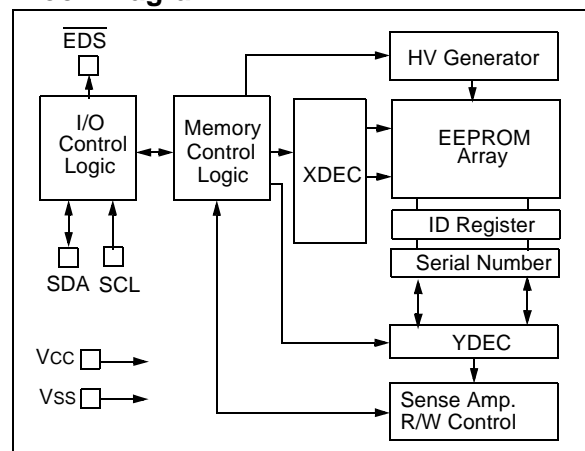 EDS
HV Generator
I/O
Control
Logic
Memory
Control
Logic
XDEC
EEPROM
Array
ID Register
Serial Number
SDA
SCL
VCC
VSS
YDEC
Sense Amp.
R/W Control